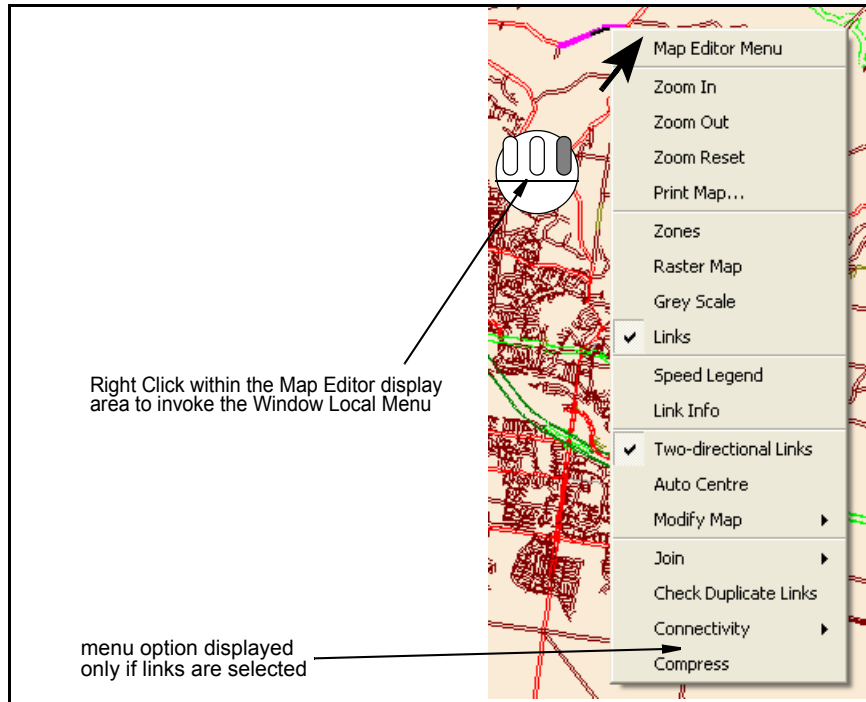 Map Editor Menu
Zoom In
Zoom Out
Zoom Reset
Print Map...
Zones
Raster Map
Grey Scale
Links
Speed Legend
Link Info
Two-directional Links
Auto Centre
Modify Map
Join
Check Duplicate Links
Connectivity
Compress
Right Click within the Map Editor display
area to invoke the Window Local Menu
menu option displayed
only if links are selected